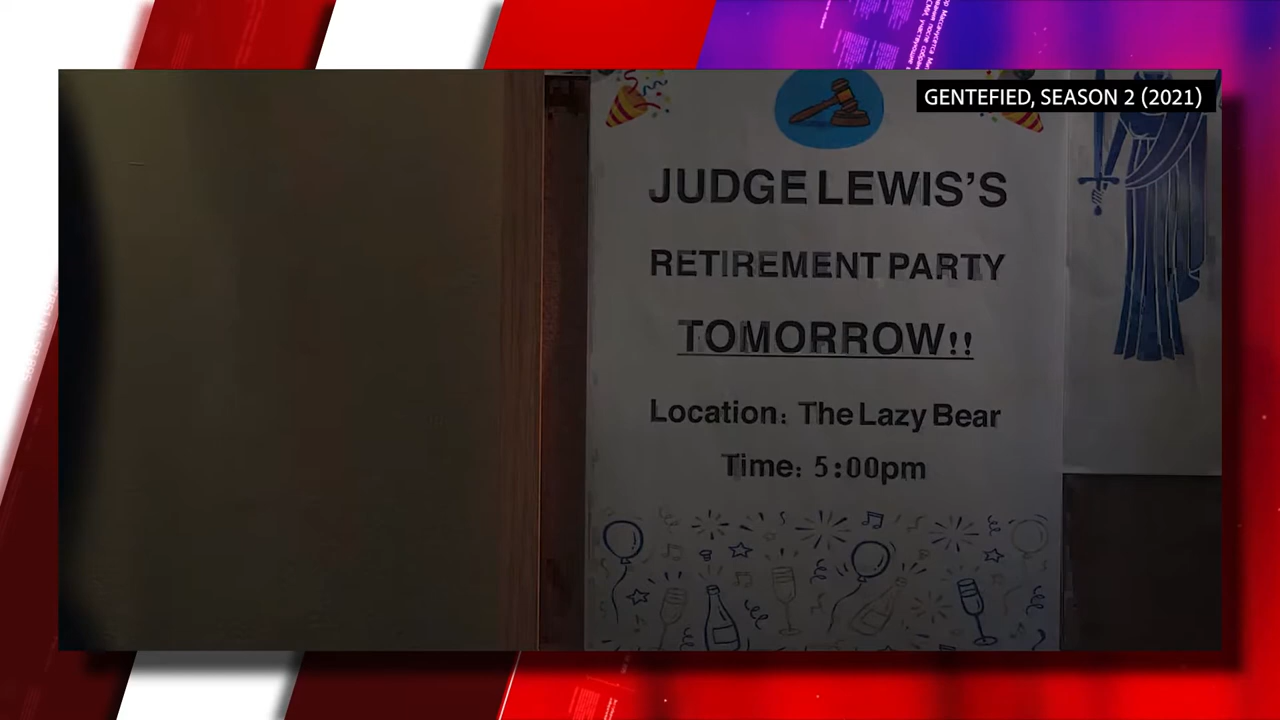 GENTEFIED, SEASON 2 (2021)
JUDGE LEWIS'S
RETIREMENT PARTY
TOMORROW!!
Location: The Lazy Bear
Time: 5:00pm